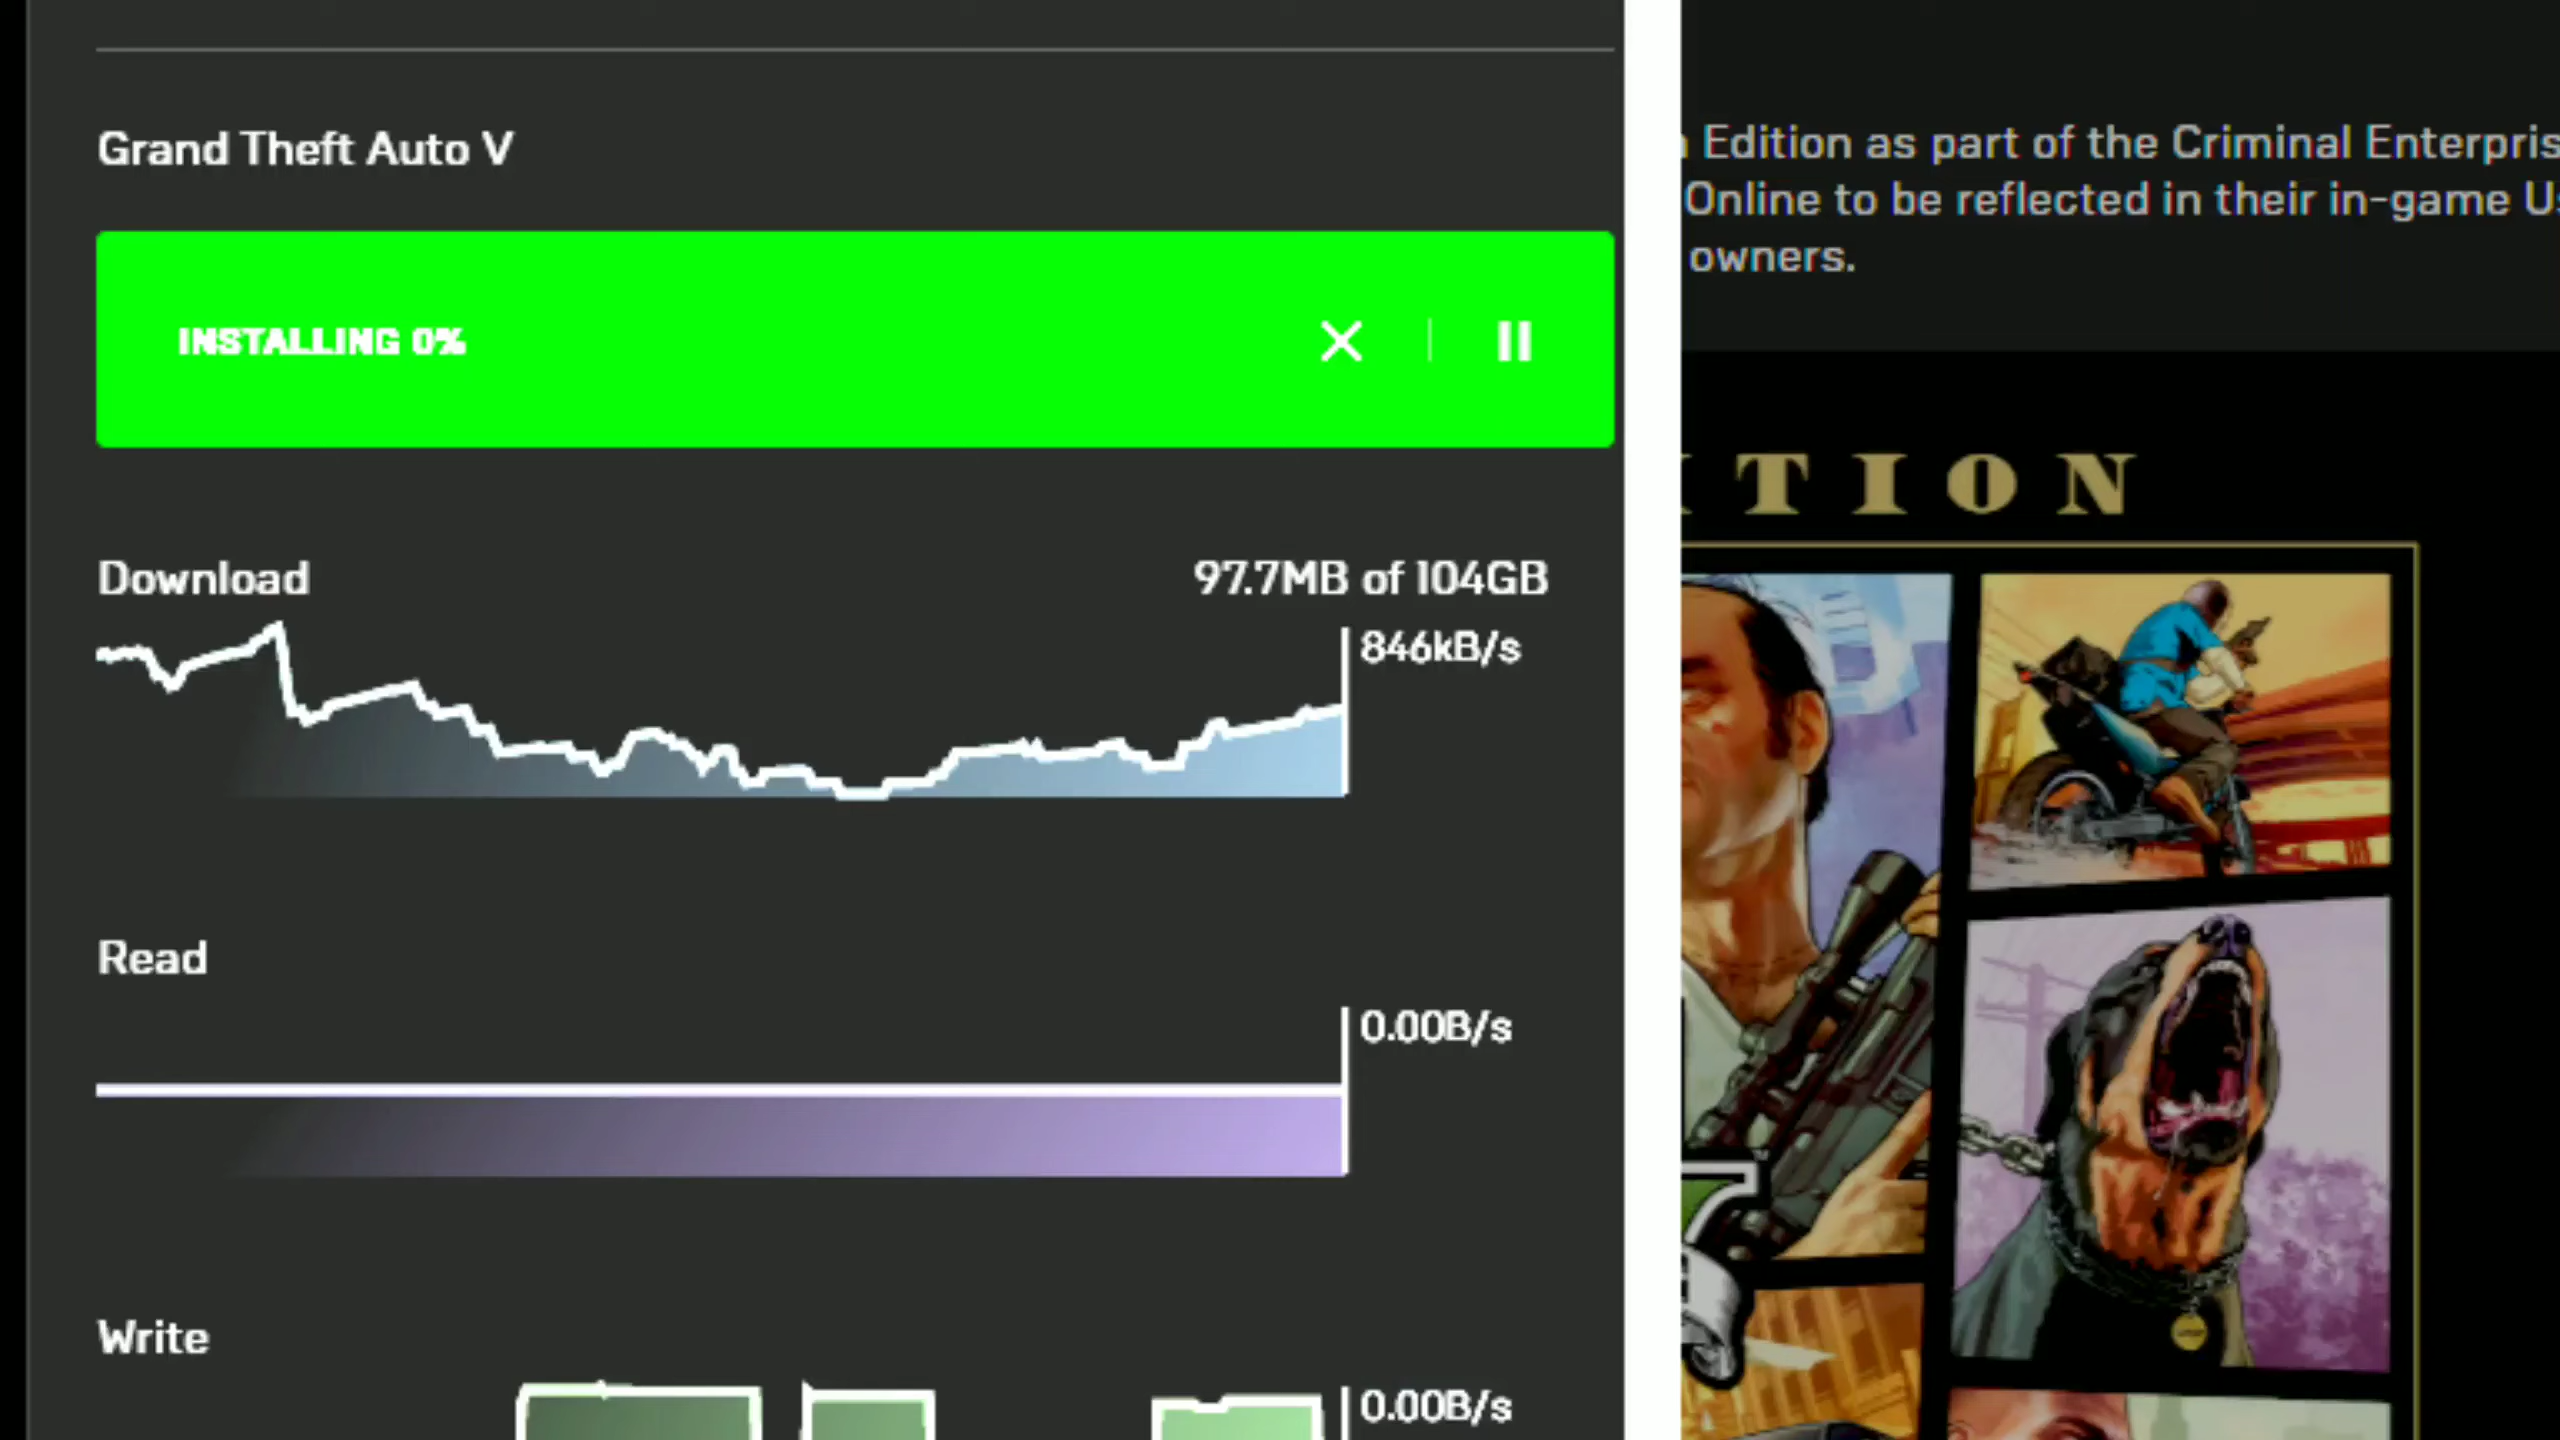 Grand Theft Auto V
INSTALLING 0%
Download
97.7MB of 104GB
846kB/s
Read
0.00B/s
Write
0.00B/s
Edition as part of the Criminal
Online to be reflected in their in-game
owners.
TION